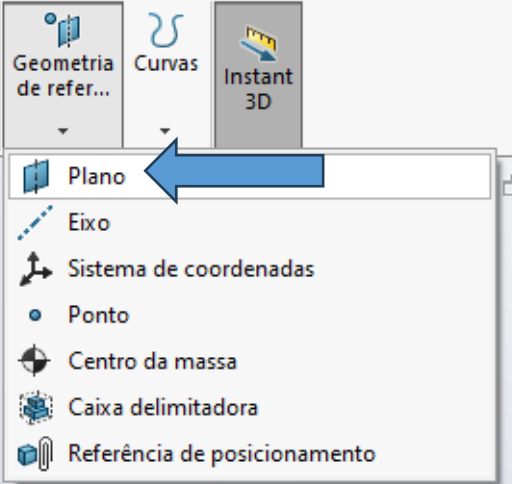 Geometria
de refer...
Curvas
Instant
3D
Plano
Eixo
Sistema de coordenadas
Ponto
Centro da massa
Caixa delimitadora
Referência de posicionamento